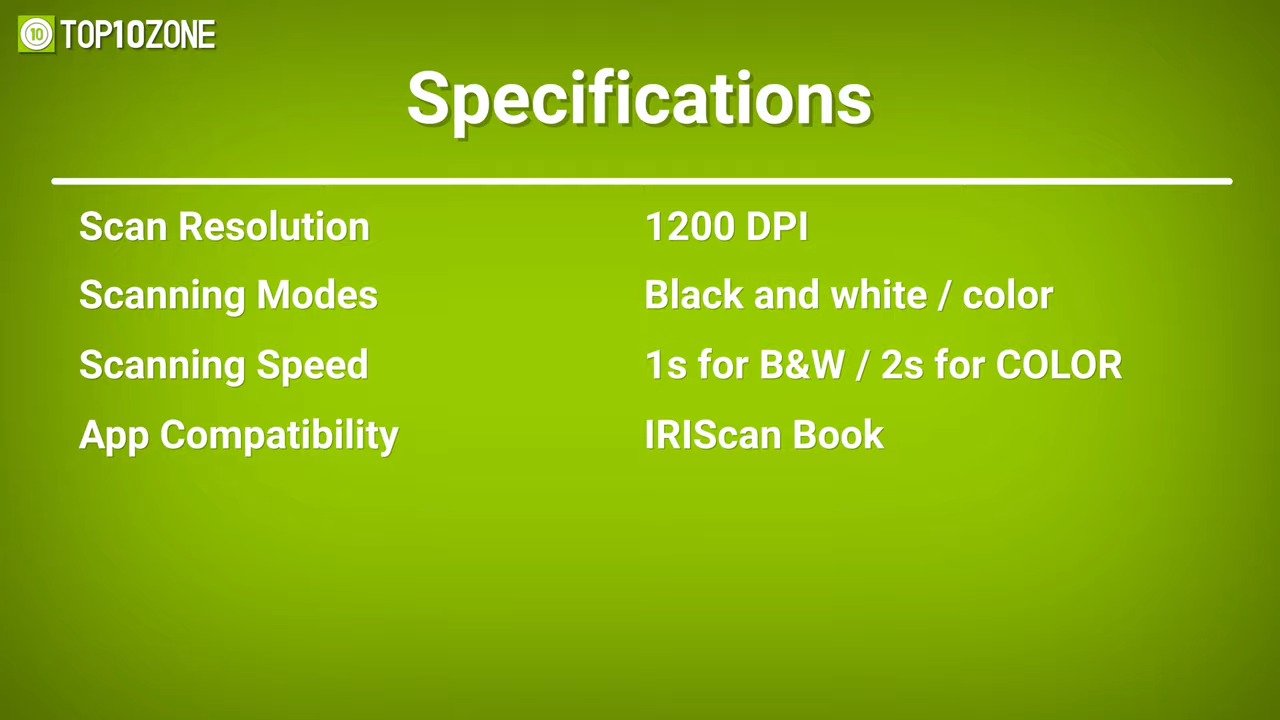 10 TOP10ZONE
Specifications
Scan Resolution 1200 DPI
Scanning Modes Black and white / color
Scanning Speed 1s for B&W / 2s for COLOR
App Compatibility IRIScan Book